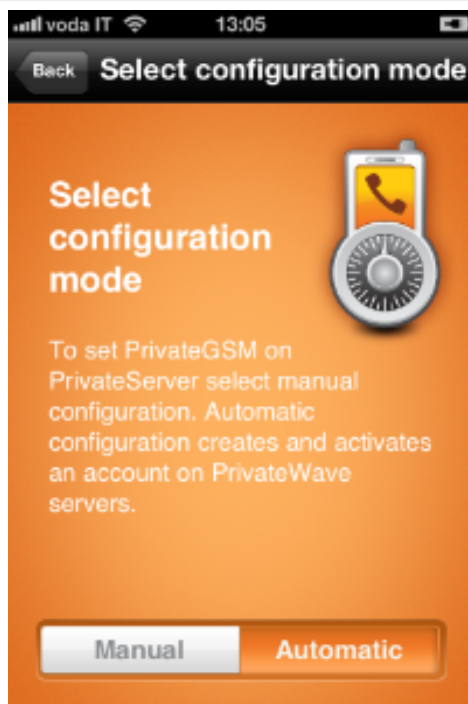 voda IT 13:05
Back Select configuration mode
Select
configuration
mode
To set PrivateGSM on
PrivateServer select manual
configuration. Automatic
configuration creates and activates
an account on PrivateWave
servers.
Manual Automatic